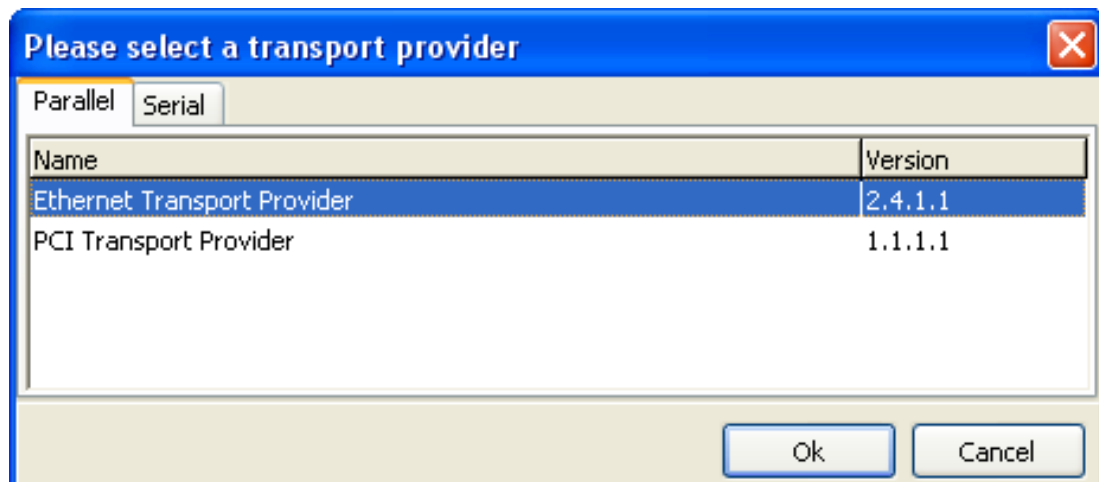 Please select a transport provider
Parallel Serial
Name Version
Ethernet Transport Provider 2.4.1.1
PCI Transport Provider 1.1.1.1
Ok Cancel